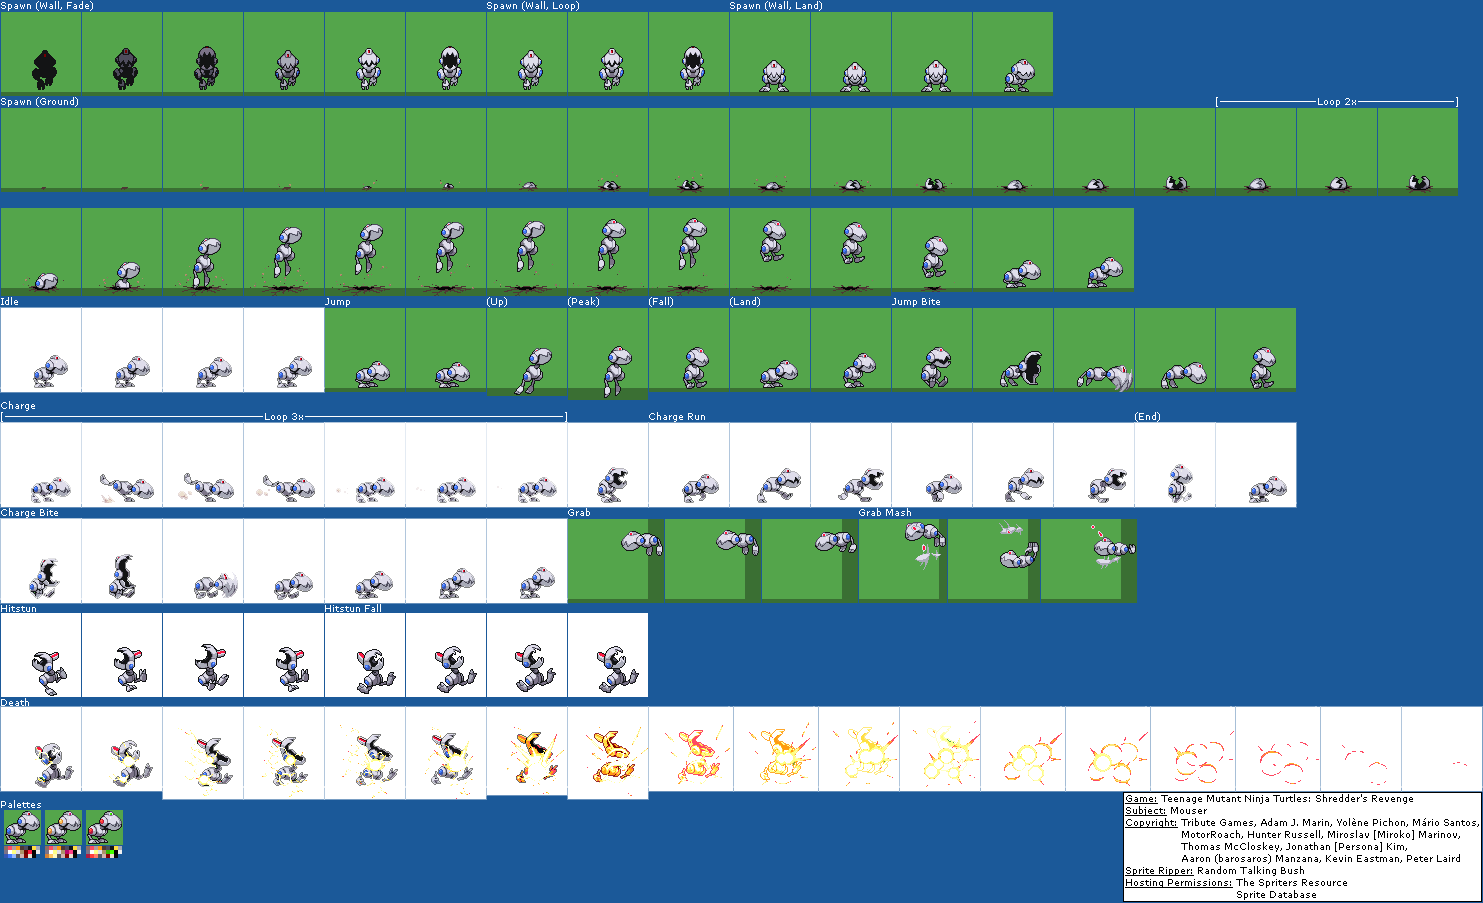 Spawn (Wall, Fade) Spawn (Wall, Loop) Spawn (Wall, Land)
Spawn (Ground) [ Loop 2x ]
Idle Jump (Up) (Peak) (Fall) (Land) Jump Bite
Charge
[ Loop 3x ] Charge Run (End)
Charge Bite Grab Grab Mash
Hitstun Hitstun Fall
Death
Palettes
Game: Teenage Mutant Ninja Turtles: Shredder's Revenge
Subject: Mouser
Copyright: Tribute Games, Adam J. Marin, Yolène Pichon, Mário Santos,
MotorRoach, Hunter Russell, Miroslav [Miroko] Marinov,
Thomas McCloskey, Jonathan [Persona] Kim,
Aaron (barosaros) Manzana, Kevin Eastman, Peter Laird
Sprite Ripper: Random Talking Bush
Hosting Permissions: The Spriters Resource
Sprite Database